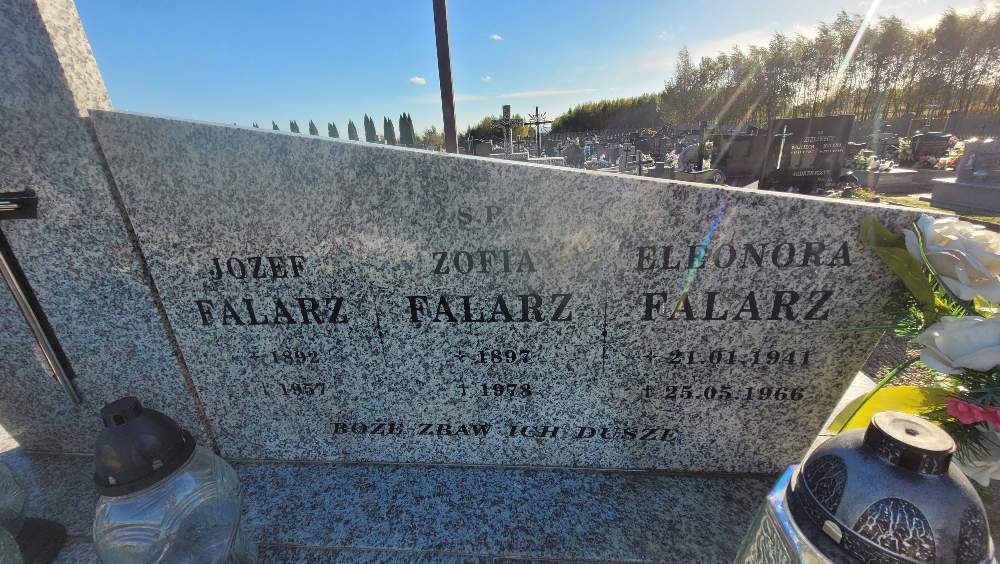 S.P.
JOZEF
FALARZ
* 1892
† 1957
ZOFIA
FALARZ
* 1897
† 1978
ELEONORA
FALARZ
* 21.01.1941
† 25.05.1966
BOŻE ZBAW ICH DUSZE